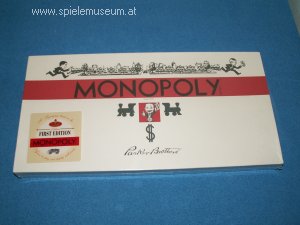 www.spielemuseum.at
MONOPOLY
$
FIRST EDITION
MONOPOLY
Parker Brothers